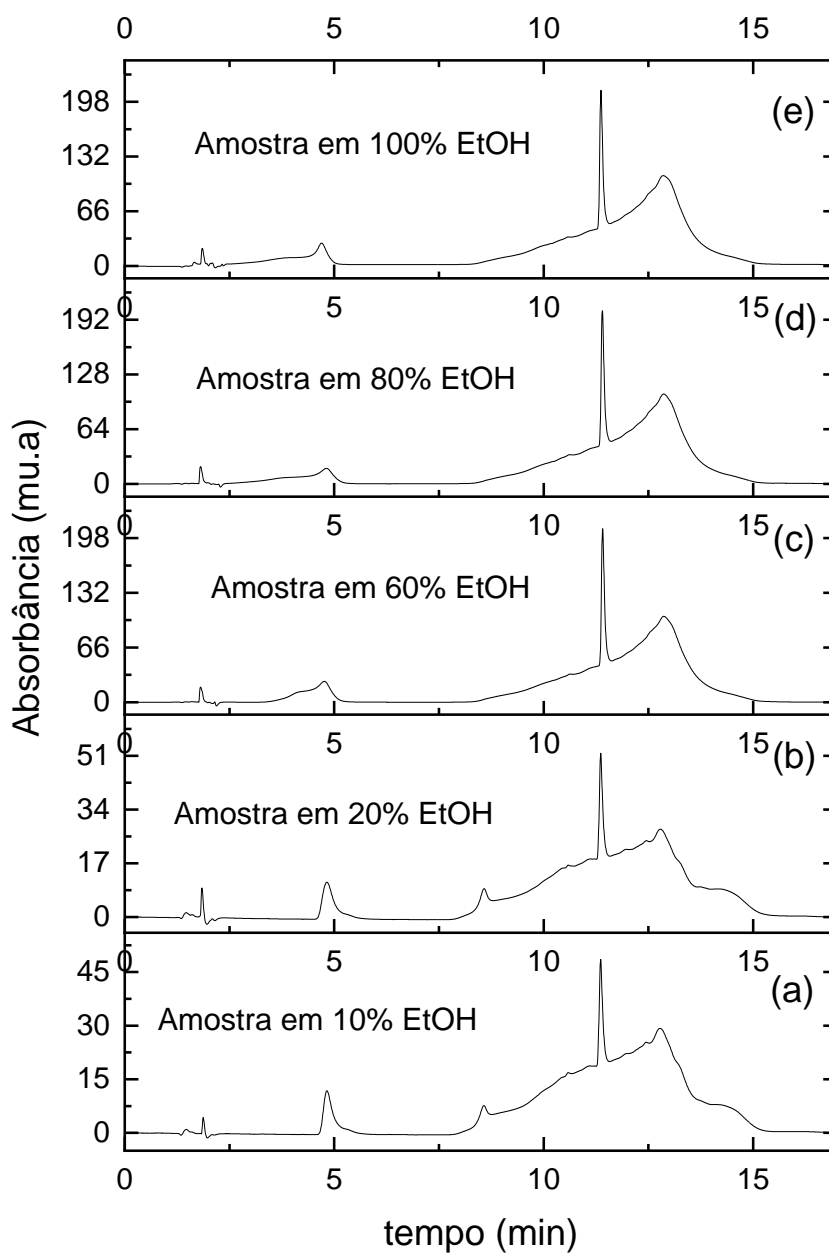 0 5 10 15
198
132
66
0
Amostra em 100% EtOH
(e)
0 5 10 15
192
128
64
0
Amostra em 80% EtOH
(d)
0 5 10 15
198
132
66
0
Amostra em 60% EtOH
(c)
0 5 10 15
51
34
17
0
Amostra em 20% EtOH
(b)
0 5 10 15
45
30
15
0
Amostra em 10% EtOH
(a)
0 5 10 15
tempo (min)
Absorbância (mu.a)